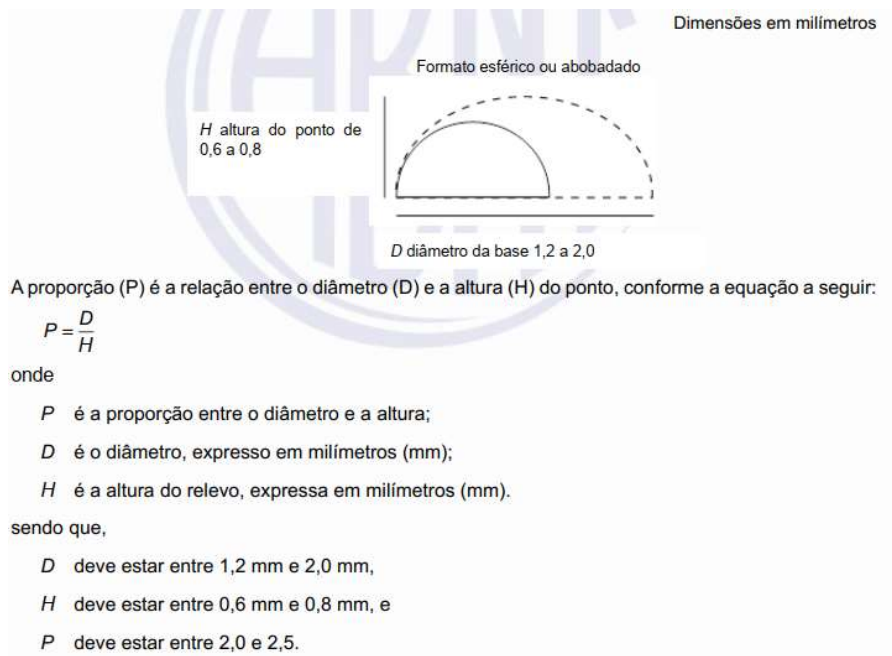 Dimensões em milímetros
Formato esférico ou abobadado
H altura do ponto de
0,6 a 0,8
D diâmetro da base 1,2 a 2,0
A proporção (P) é a relação entre o diâmetro (D) e a altura (H) do ponto, conforme a equação a seguir:
P = D/H
onde
P é a proporção entre o diâmetro e a altura;
D é o diâmetro, expresso em milímetros (mm);
H é a altura do relevo, expressa em milímetros (mm).
sendo que,
D deve estar entre 1,2 mm e 2,0 mm,
H deve estar entre 0,6 mm e 0,8 mm, e
P deve estar entre 2,0 e 2,5.